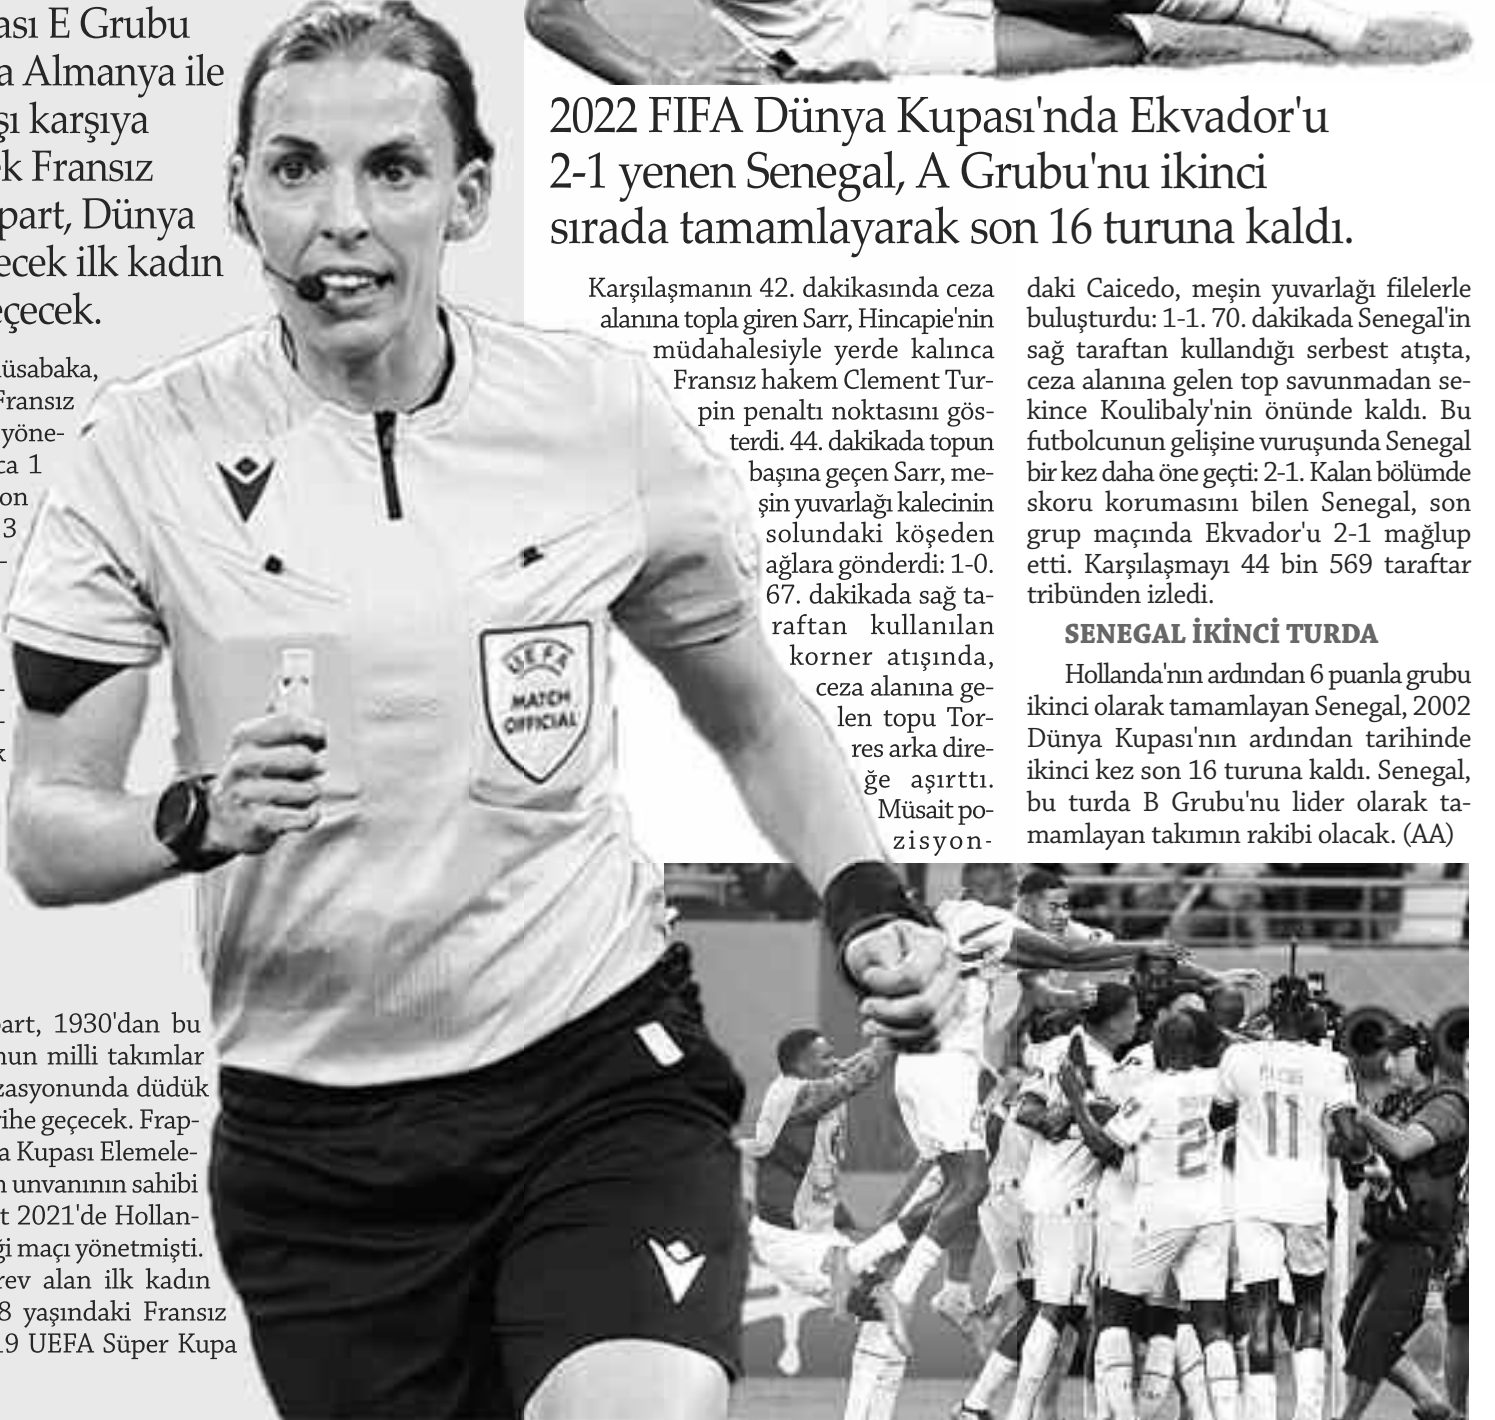 ası E Grubu
a Almanya ile
şı karşıya
k Fransız
part, Dünya
ecek ilk kadın
eçecek.
üsabaka,
Fransız
yöne-
ca 1
on
3
art, 1930'dan bu
nun milli takımlar
zasyonunda düdük
rihe geçecek. Frap-
a Kupası Elemele-
n unvanının sahibi
t 2021'de Hollan-
ği maçı yönetmişti.
rev alan ilk kadın
8 yaşındaki Fransız
19 UEFA Süper Kupa
UEFA
MATCH
OFFICIAL
2022 FIFA Dünya Kupası'nda Ekvador'u
2-1 yenen Senegal, A Grubu'nu ikinci
sırada tamamlayarak son 16 turuna kaldı.
Karşılaşmanın 42. dakikasında ceza
alanına topla giren Sarr, Hincapie'nin
müdahalesiyle yerde kalınca
Fransız hakem Clement Tur-
pin penaltı noktasını gös-
terdi. 44. dakikada topun
başına geçen Sarr, me-
şin yuvarlağı kalecinin
solundaki köşeden
ağlara gönderdi: 1-0.
67. dakikada sağ ta-
raftan kullanılan
korner atışında,
ceza alanına ge-
len topu Tor-
res arka dire-
ğe aşırttı.
Müsait po-
zisyon-
daki Caicedo, meşin yuvarlağı filelerle
buluşturdu: 1-1. 70. dakikada Senegal'in
sağ taraftan kullandığı serbest atışta,
ceza alanına gelen top savunmadan se-
kince Koulibaly'nin önünde kaldı. Bu
futbolcunun gelişine vuruşunda Senegal
bir kez daha öne geçti: 2-1. Kalan bölümde
skoru korumasını bilen Senegal, son
grup maçında Ekvador'u 2-1 mağlup
etti. Karşılaşmayı 44 bin 569 taraftar
tribünden izledi.
SENEGAL İKİNCİ TURDA
Hollanda'nın ardından 6 puanla grubu
ikinci olarak tamamlayan Senegal, 2002
Dünya Kupası'nın ardından tarihinde
ikinci kez son 16 turuna kaldı. Senegal,
bu turda B Grubu'nu lider olarak ta-
mamlayan takımın rakibi olacak. (AA)
2
11